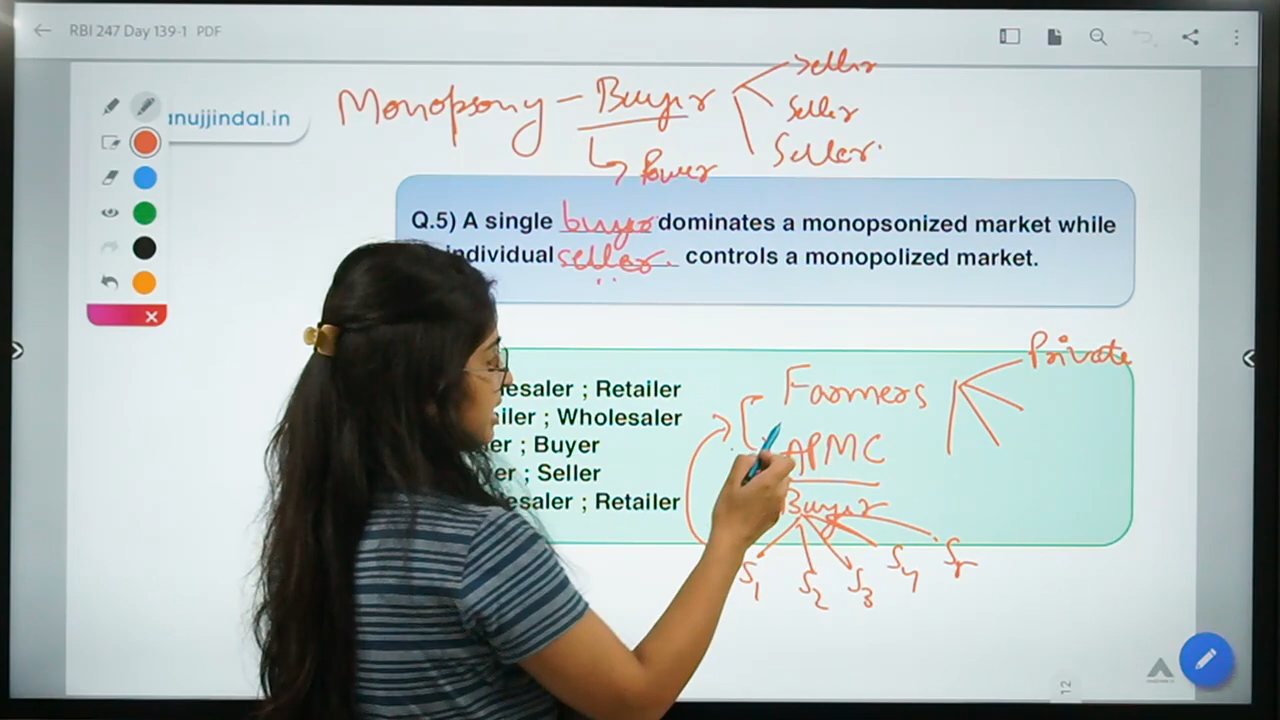 RBI 247 Day 139-1 PDF
anujjindal.in
Monopsony - Buyer
Seller
Seller
Seller.
Power
Q.5) A single buyer dominates a monopsonized market while
individual seller. controls a monopolized market.
Private
Farmers
esaler ; Retailer
iler ; Wholesaler
APMC
er ; Buyer
er ; Seller
Buyer
esaler ; Retailer
S1 S2 S3 S4
12